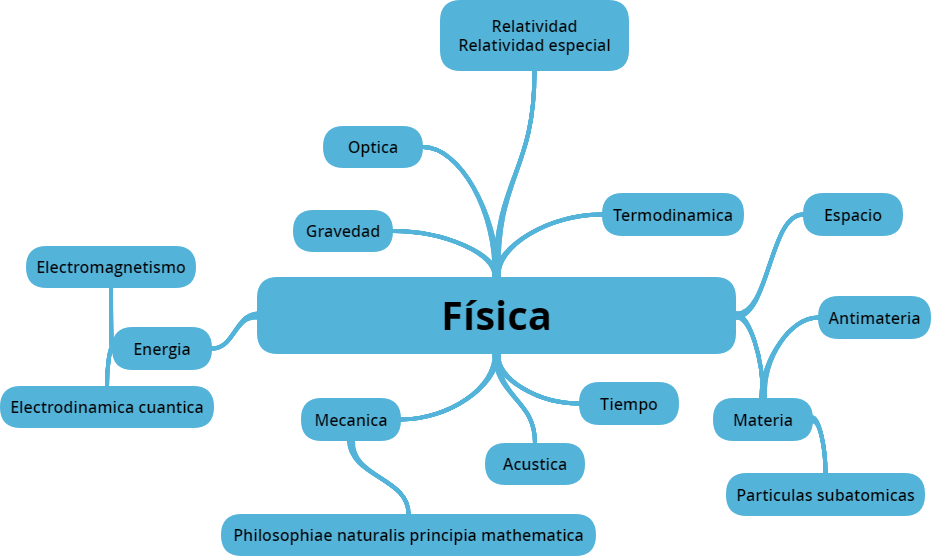 Relatividad
Relatividad especial
Optica
Termodinamica
Espacio
Gravedad
Electromagnetismo
Física
Antimateria
Energia
Electrodinamica cuantica
Mecanica
Tiempo
Materia
Acustica
Particulas subatomicas
Philosophiae naturalis principia mathematica